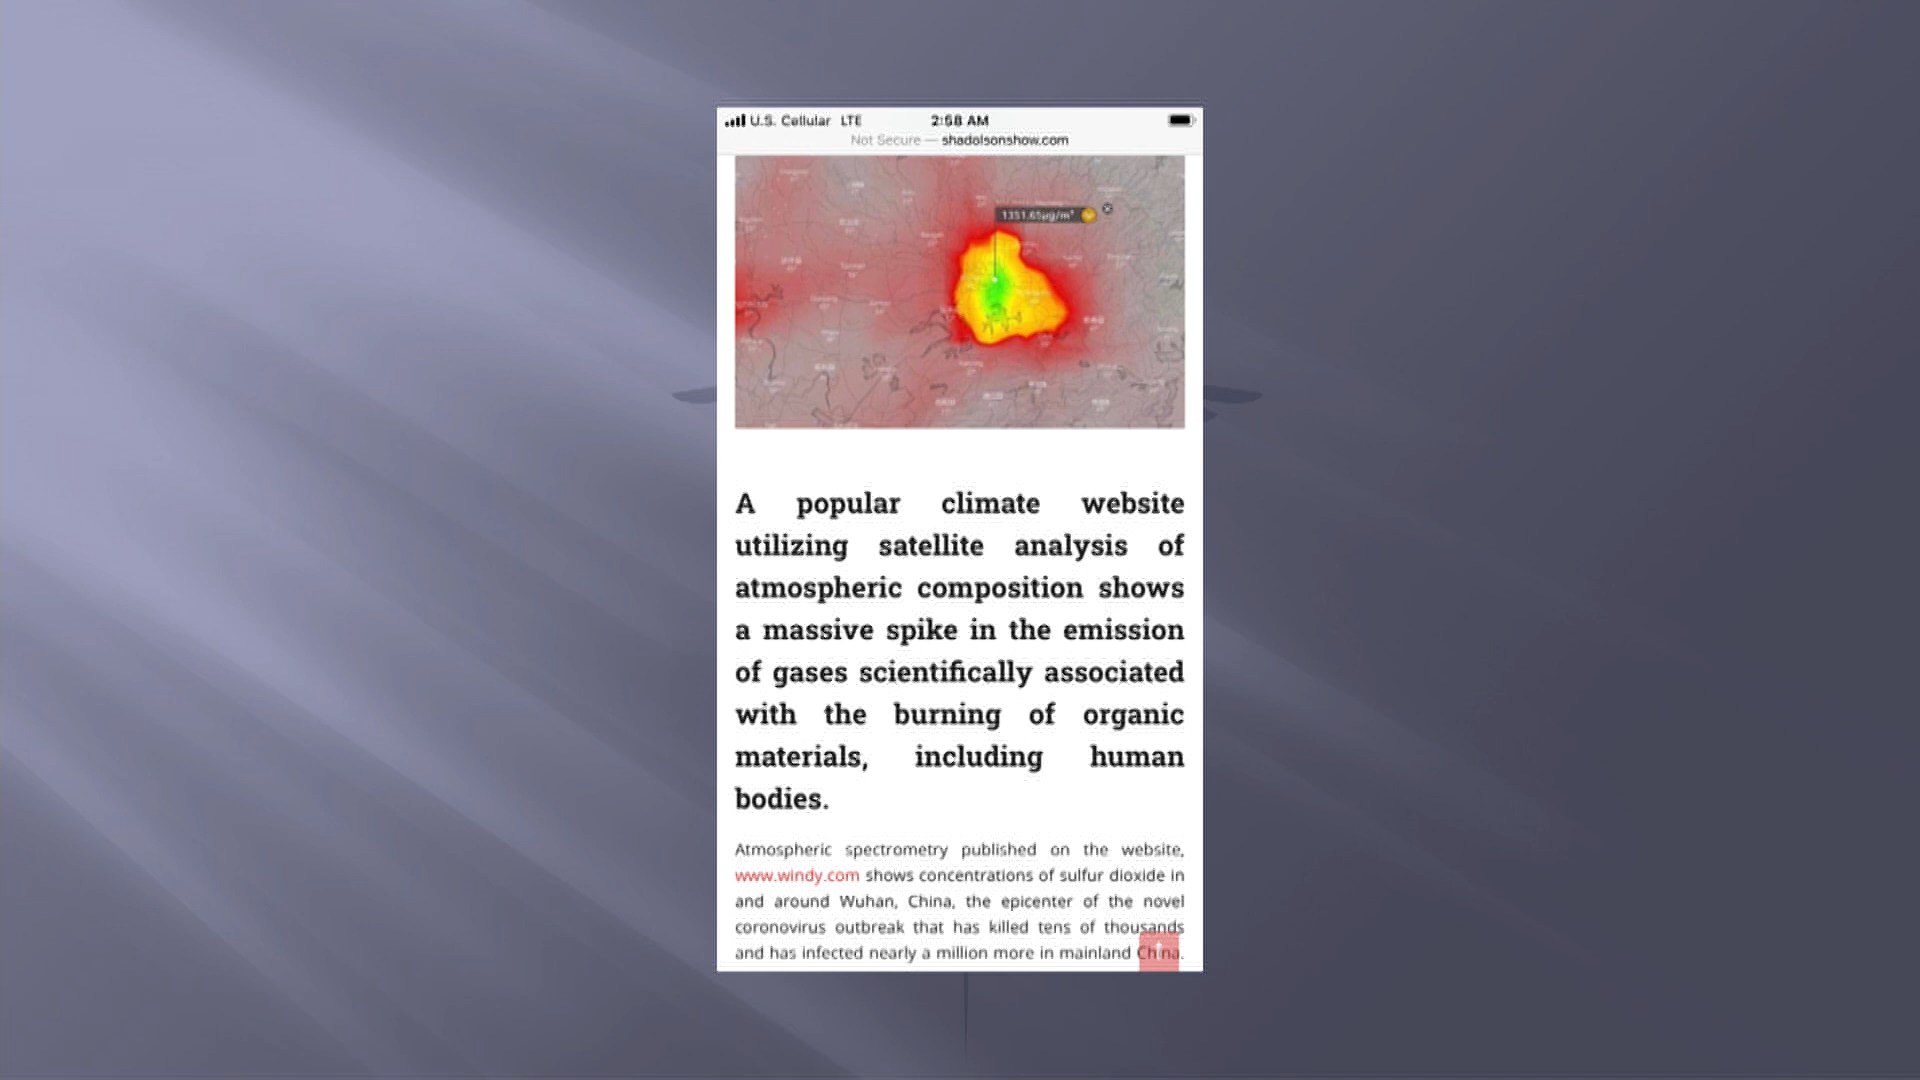 U.S. Cellular LTE 2:58 AM
Not Secure — shadolsonshow.com
1351.65µg/m³
A popular climate website
utilizing satellite analysis of
atmospheric composition shows
a massive spike in the emission
of gases scientifically associated
with the burning of organic
materials, including human
bodies.
Atmospheric spectrometry published on the website,
www.windy.com shows concentrations of sulfur dioxide in
and around Wuhan, China, the epicenter of the novel
coronovirus outbreak that has killed tens of thousands
and has infected nearly a million more in mainland China.